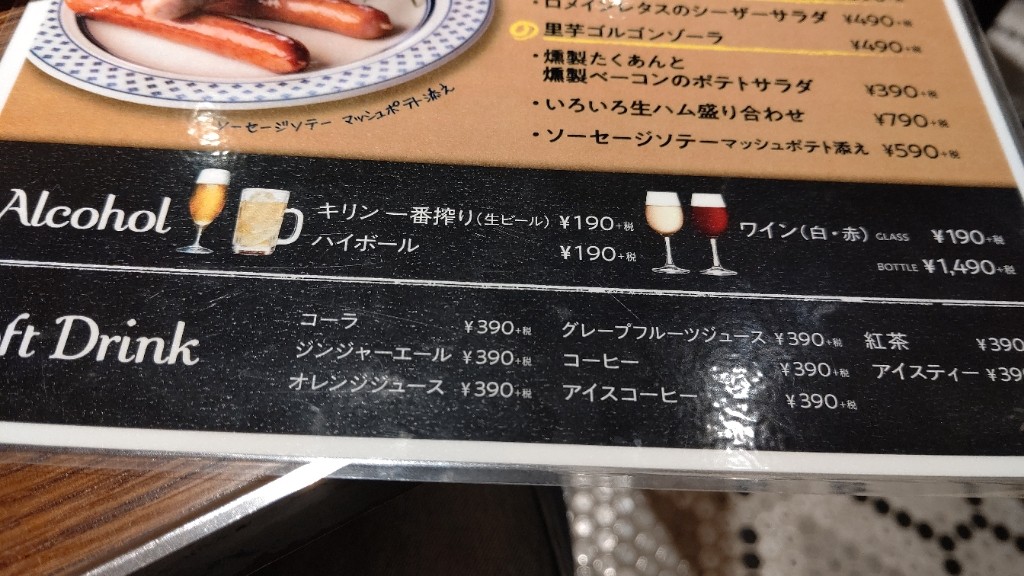 ・ロメインレタスのシーザーサラダ ¥490+税
の 里芋ゴルゴンゾーラ ¥490+税
・燻製たくあんと
燻製ベーコンのポテトサラダ ¥390+税
・いろいろ生ハム盛り合わせ ¥790+税
・ソーセージソテーマッシュポテト添え ¥590+税
ソーセージソテー マッシュポテト添え
Alcohol
キリン 一番搾り(生ビール) ¥190+税
ハイボール ¥190+税
ワイン(白・赤) GLASS ¥190+税
BOTTLE ¥1,490+税
ft Drink
コーラ ¥390+税
ジンジャーエール ¥390+税
オレンジジュース ¥390+税
グレープフルーツジュース ¥390+税
コーヒー ¥390+税
アイスコーヒー ¥390+税
紅茶 ¥390
アイスティー ¥39